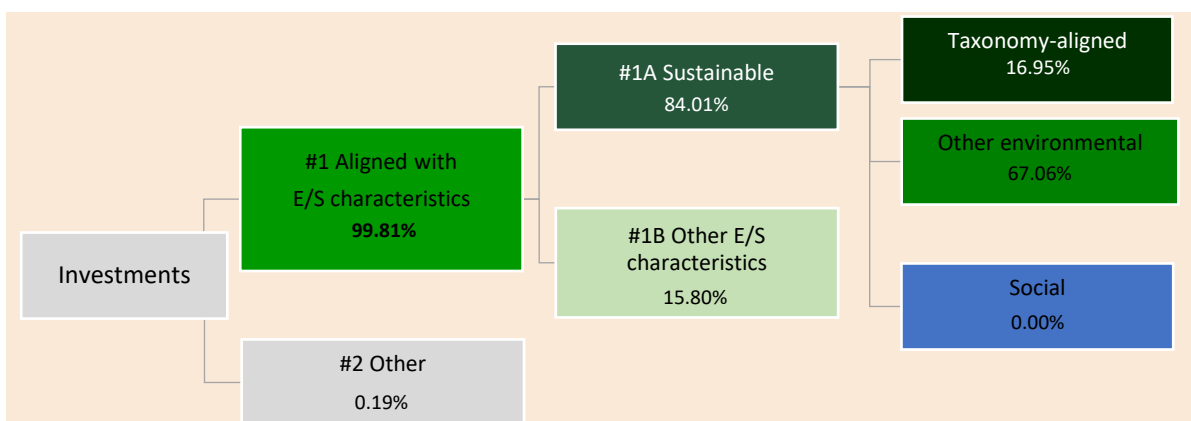 Investments
#1 Aligned with
E/S characteristics
99.81%
#2 Other
0.19%
#1A Sustainable
84.01%
#1B Other E/S
characteristics
15.80%
Taxonomy-aligned
16.95%
Other environmental
67.06%
Social
0.00%